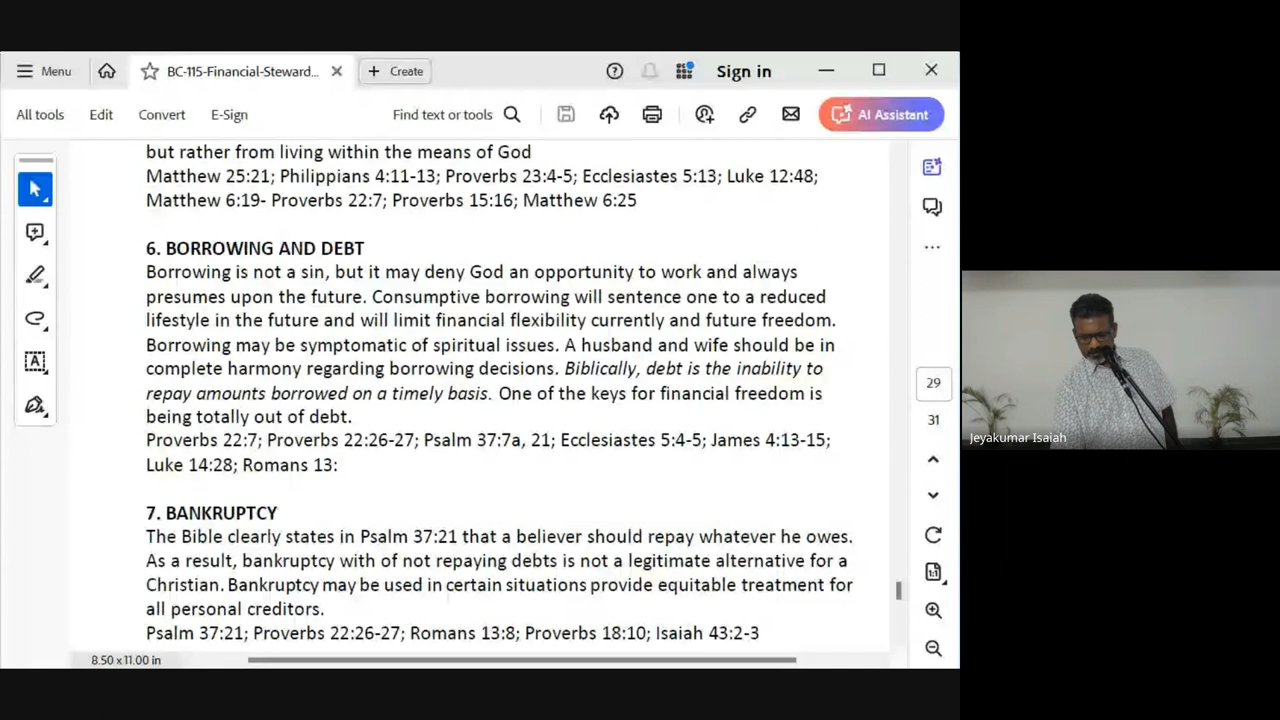 Menu
BC-115-Financial-Steward...
Create
Sign in
All tools
Edit
Convert
E-Sign
Find text or tools
AI Assistant
but rather from living within the means of God
Matthew 25:21; Philippians 4:11-13; Proverbs 23:4-5; Ecclesiastes 5:13; Luke 12:48;
Matthew 6:19- Proverbs 22:7; Proverbs 15:16; Matthew 6:25
6. BORROWING AND DEBT
Borrowing is not a sin, but it may deny God an opportunity to work and always
presumes upon the future. Consumptive borrowing will sentence one to a reduced
lifestyle in the future and will limit financial flexibility currently and future freedom.
Borrowing may be symptomatic of spiritual issues. A husband and wife should be in
complete harmony regarding borrowing decisions. Biblically, debt is the inability to
repay amounts borrowed on a timely basis. One of the keys for financial freedom is
being totally out of debt.
Proverbs 22:7; Proverbs 22:26-27; Psalm 37:7a, 21; Ecclesiastes 5:4-5; James 4:13-15;
Luke 14:28; Romans 13:
7. BANKRUPTCY
The Bible clearly states in Psalm 37:21 that a believer should repay whatever he owes.
As a result, bankruptcy with of not repaying debts is not a legitimate alternative for a
Christian. Bankruptcy may be used in certain situations provide equitable treatment for
all personal creditors.
Psalm 37:21; Proverbs 22:26-27; Romans 13:8; Proverbs 18:10; Isaiah 43:2-3
8.50 x 11.00 in
29
31
Jeyakumar Isaiah